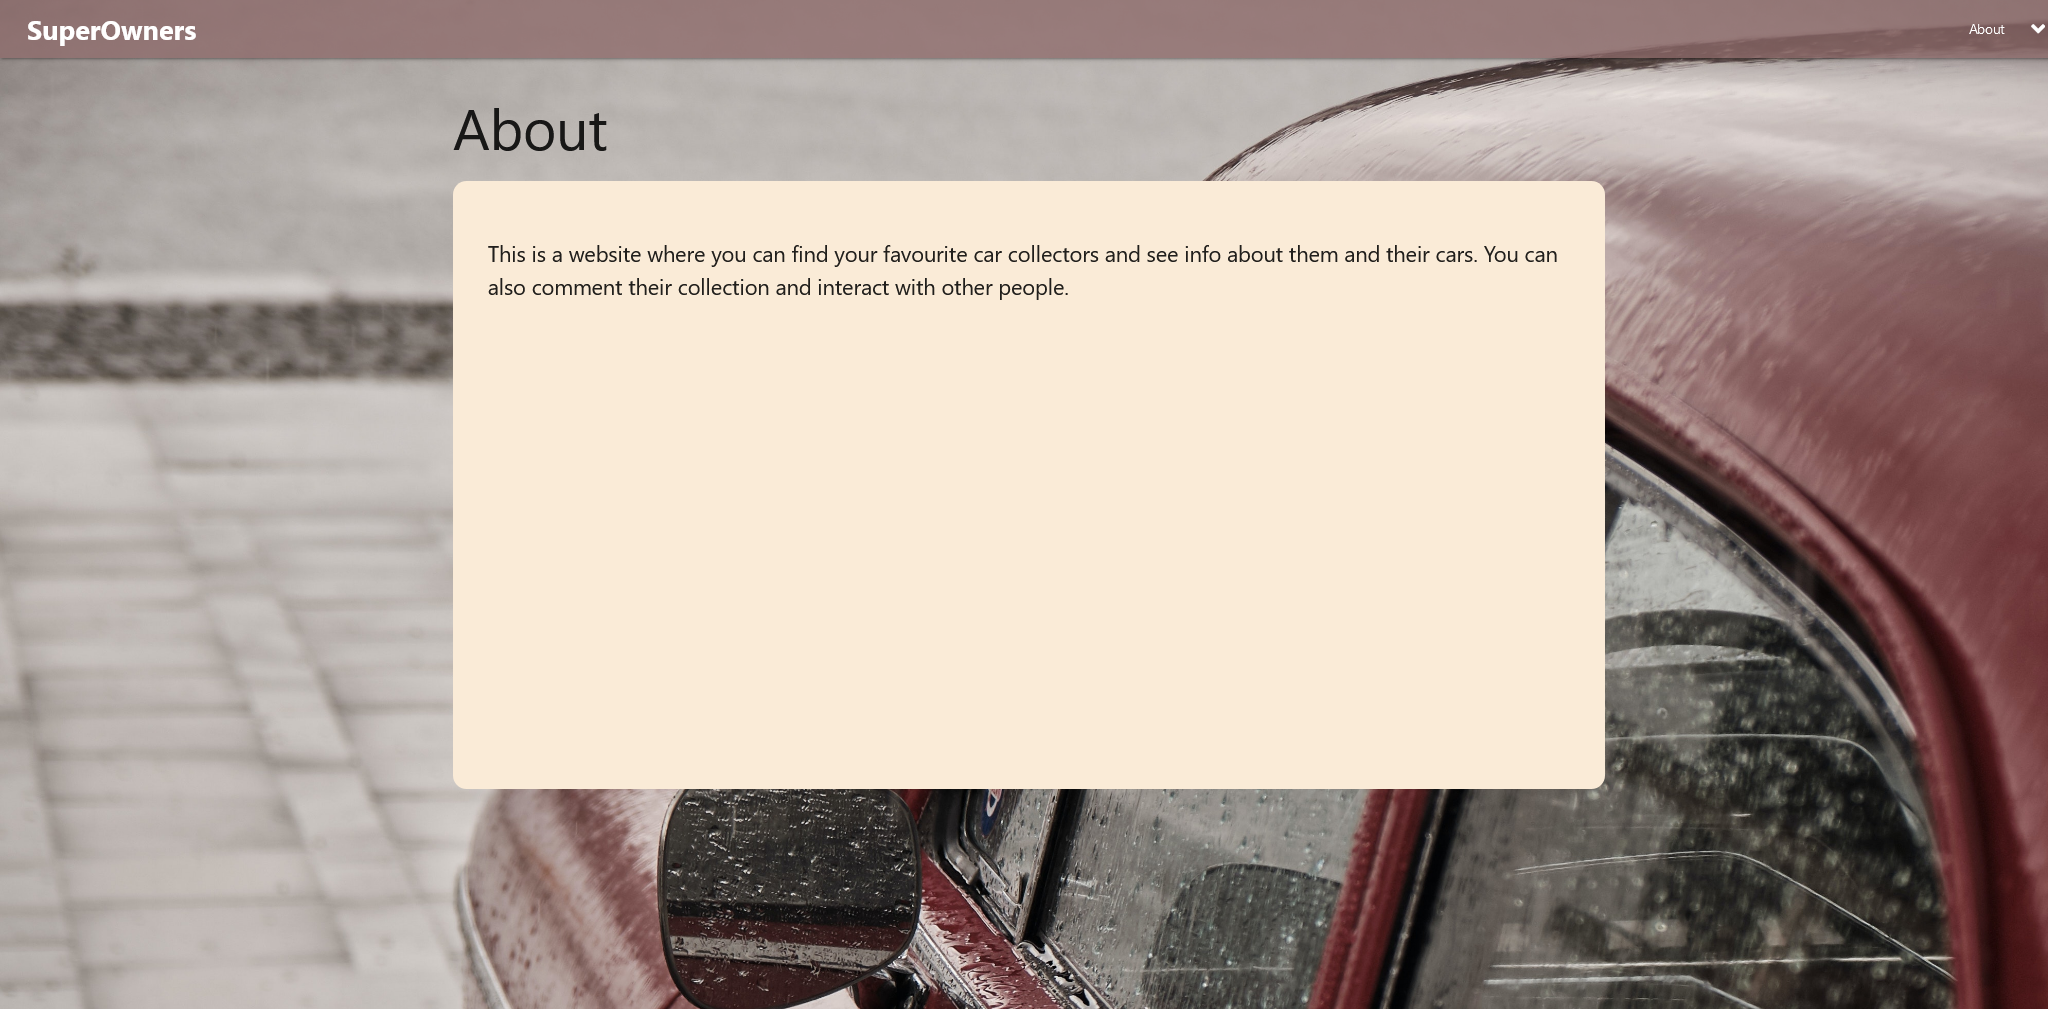 SuperOwners
About
About
This is a website where you can find your favourite car collectors and see info about them and their cars. You can
also comment their collection and interact with other people.